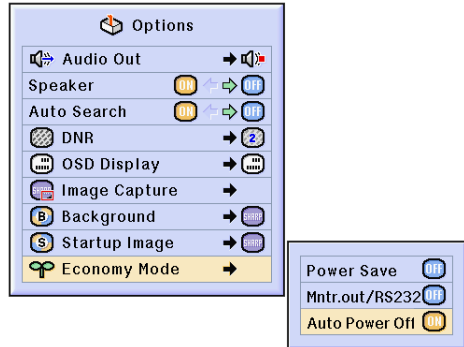 Options
Audio Out
Speaker ON OFF
Auto Search ON OFF
DNR 2
OSD Display
Image Capture
B Background SHARP
S Startup Image SHARP
Economy Mode
Power Save OFF
Mntr.out/RS232 OFF
Auto Power Off ON